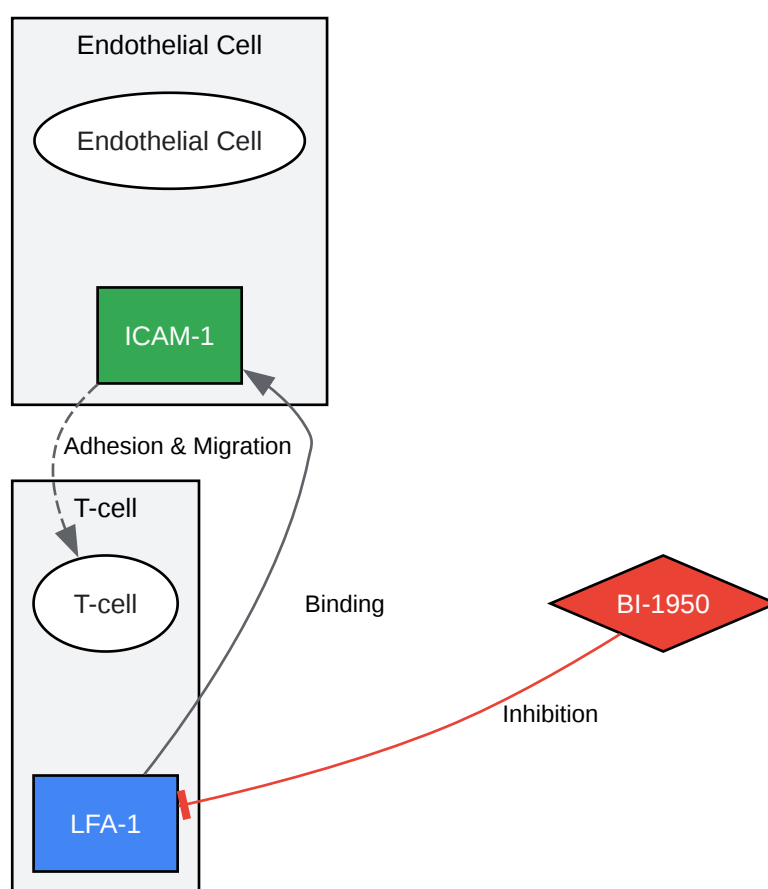 Endothelial Cell
Endothelial Cell
ICAM-1
Adhesion & Migration
T-cell
T-cell
Binding
BI-1950
Inhibition
LFA-1